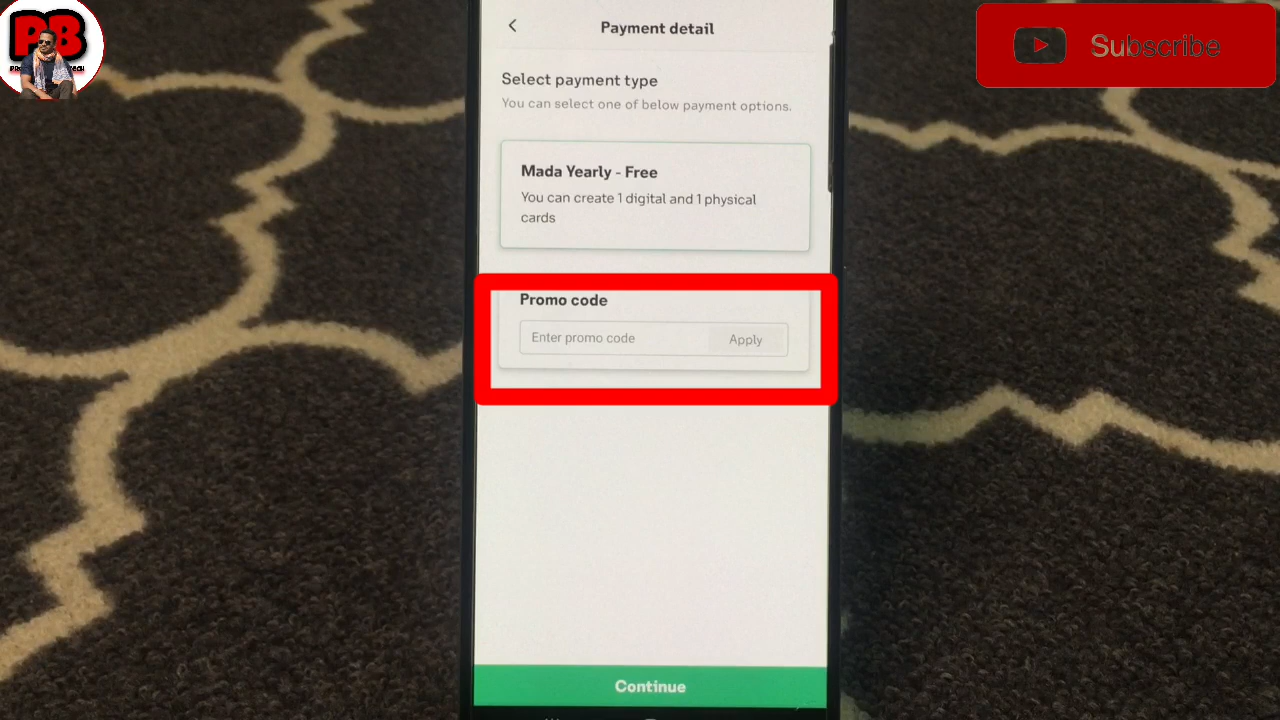 PB
Subscribe
Payment detail
Select payment type
You can select one of below payment options.
Mada Yearly - Free
You can create 1 digital and 1 physical
cards
Promo code
Enter promo code
Apply
Continue